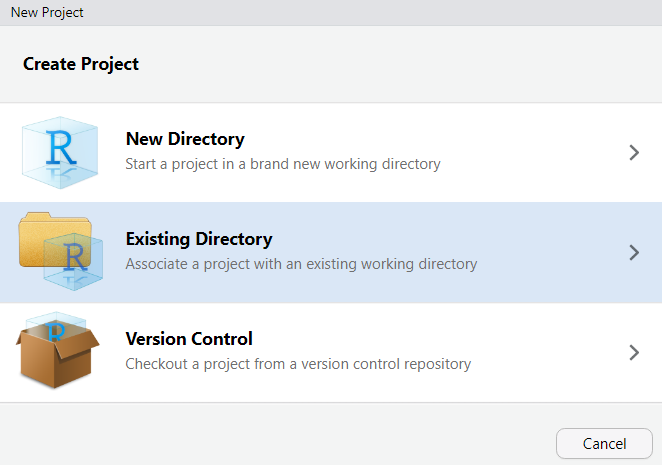 New Project
Create Project
R
New Directory
Start a project in a brand new working directory
R
Existing Directory
Associate a project with an existing working directory
R
Version Control
Checkout a project from a version control repository
Cancel